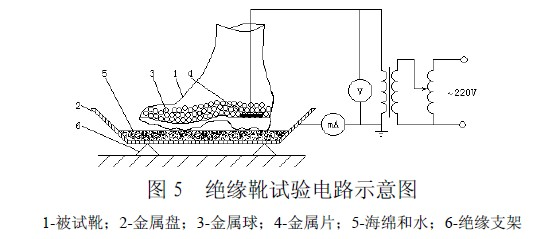 1
4
3
5
2
6
mA
V
~220V
图 5 绝缘靴试验电路示意图
1-被试靴；2-金属盘；3-金属球；4-金属片；5-海绵和水；6-绝缘支架